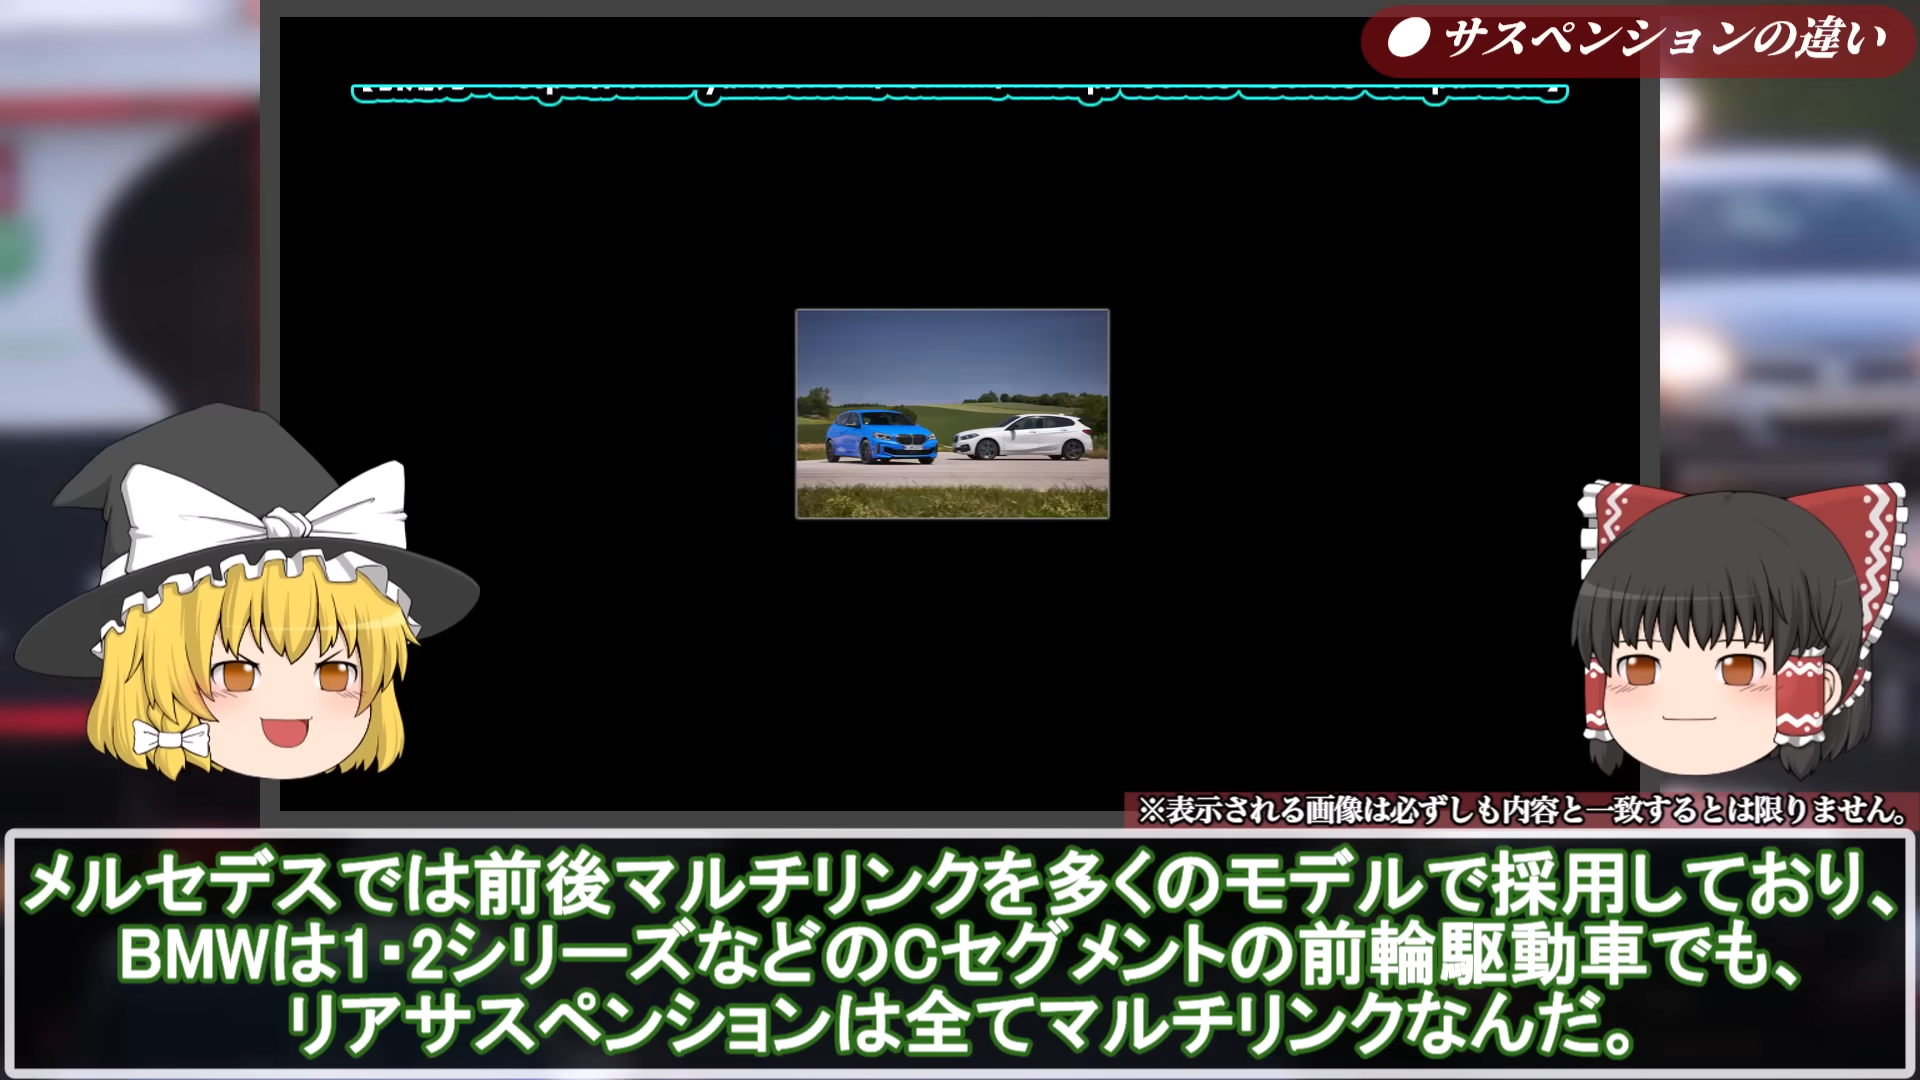 ●サスペンションの違い
※表示される画像は必ずしも内容と一致するとは限りません。
メルセデスでは前後マルチリンクを多くのモデルで採用しており、
BMWは1・2シリーズなどのCセグメントの前輪駆動車でも、
リアサスペンションは全てマルチリンクなんだ。